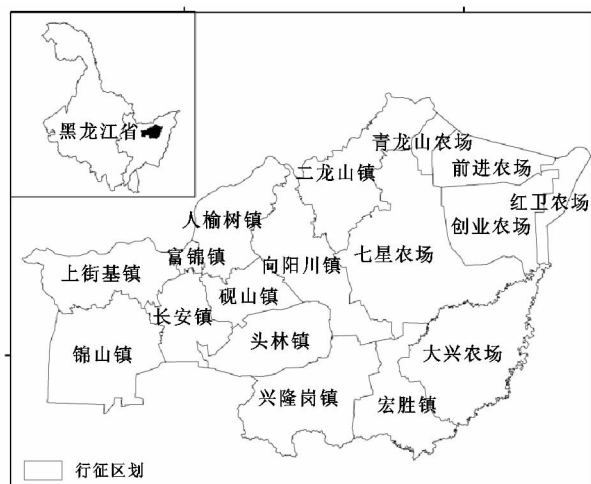 黑龙江省
青龙山农场
前进农场
二龙山镇
红卫农场
人榆树镇
创业农场
富锦镇
向阳川镇
七星农场
上街基镇
砚山镇
长安镇
头林镇
锦山镇
大兴农场
兴隆岗镇
宏胜镇
行征区划